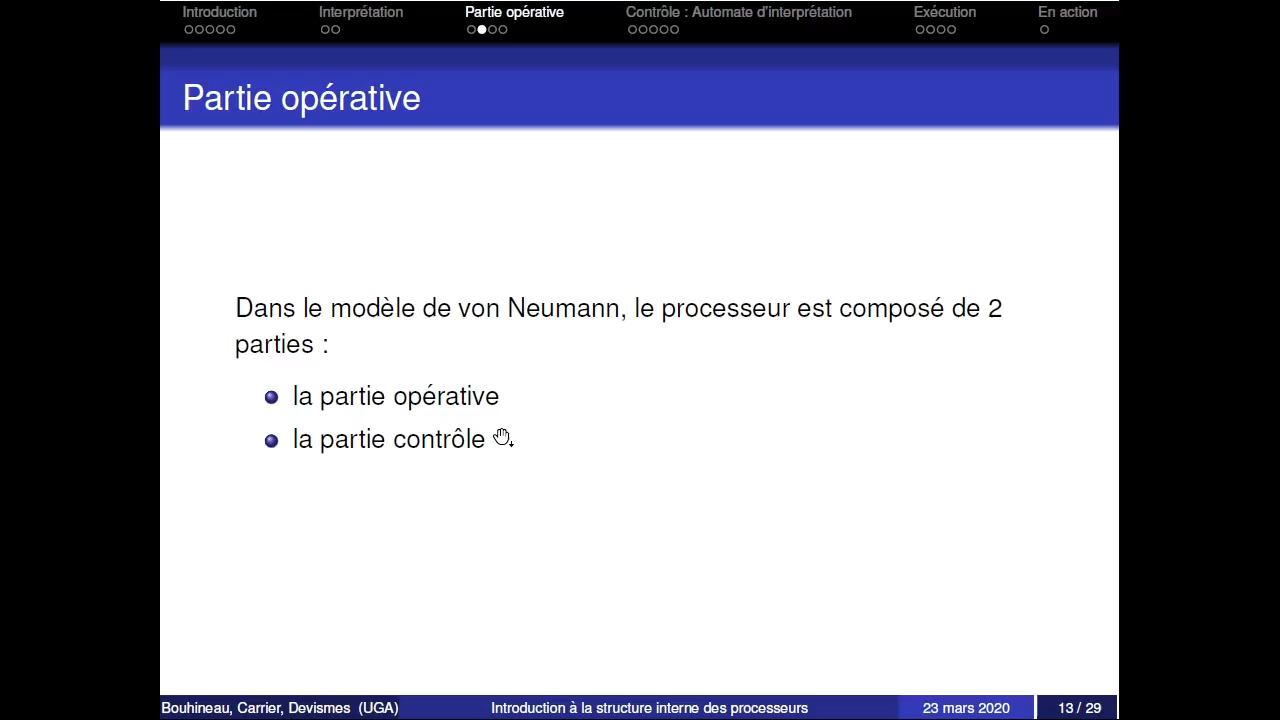 Introduction Interprétation Partie opérative Contrôle : Automate d'interprétation Exécution En action
Partie opérative
Dans le modèle de von Neumann, le processeur est composé de 2
parties :
la partie opérative
la partie contrôle
Bouhineau, Carrier, Devismes (UGA) Introduction à la structure interne des processeurs 23 mars 2020 13 / 29